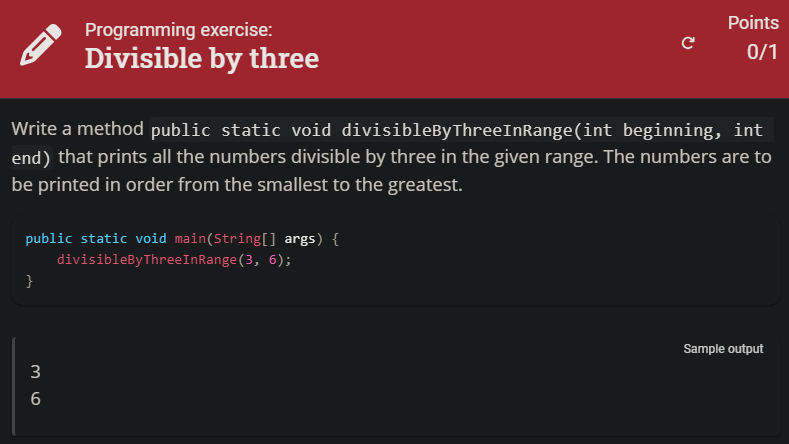 Programming exercise:
Divisible by three
Points
0/1
Write a method public static void divisibleByThreeInRange(int beginning, int
end) that prints all the numbers divisible by three in the given range. The numbers are to
be printed in order from the smallest to the greatest.
public static void main(String[] args) {
    divisibleByThreeInRange(3, 6);
}
Sample output
3
6